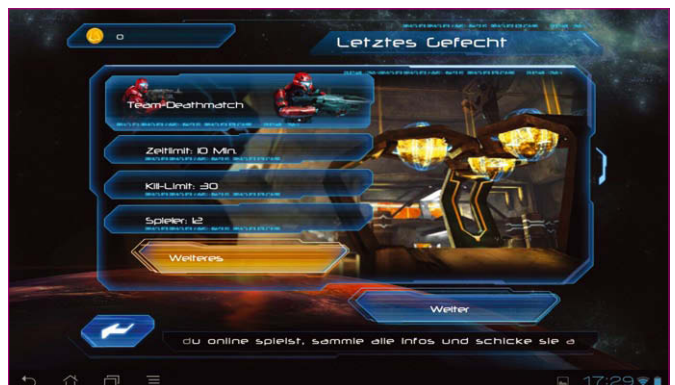 0
Letztes Gefecht
Team-Deathmatch
Zeitlimit: 10 Min.
Kill-Limit: 30
Spieler: 12
Weiteres
Weiter
du online spielst, sammle alle Infos und schicke sie a
17:29